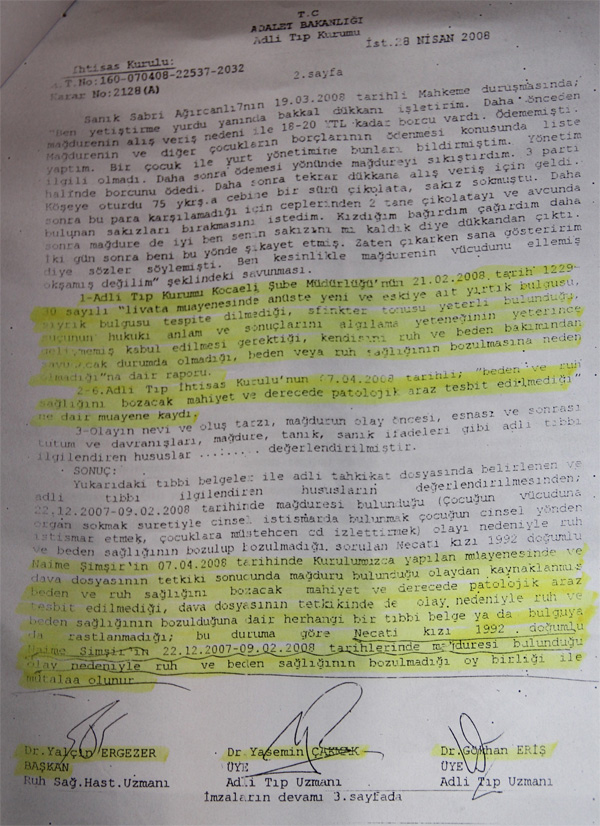 T.C
ADALET BAKANLIĞI
Adli Tıp Kurumu
İst.28 NİSAN 2008
İhtisas Kurulu:
A.T.No:160-070408-22537-2032
Karar No:2128(A)
2.sayfa
Sanık Sabri Ağırcanlı7nın 19.03.2008 tarihli Mahkeme duruşmasında;
"Ben yetiştirme yurdu yanında bakkal dükkanı işletirim. Daha önceden
mağdurenin alış veriş nedeni ile 18-20 YTL kadar borcu vardı. Ödememişti.
Mağdurenin ve diğer çocukların borçlarının ödenmesi konusunda liste
yaptım. Bir çocuk ile yurt yönetimine bunları bildirmiştim. Yönetim
ilgili olmadı. Daha sonra ödemesi yönünde mağdureyi sıkıştırdım. 3 parti
halinde borcunu ödedi. Daha sonra tekrar dükkana alış veriş için geldi.
Köşeye oturdu 75 ykrş.a cebine bir sürü çikolata, sakız sokmuştu. Daha
sonra bu para karşılamadığı için ceplerinden 2 tane çikolatayı ve avcunda
bulunan sakızları bırakmasını istedim. Kızdığım bağırdım çağırdım daha
sonra mağdure de iyi ben senin sakızını mı kaldık diye dükkandan çıktı.
İki gün sonra beni bu yönde şikayet etmiş. Zaten çıkarken sana gösteririm
diye sözler söylemişti. Ben kesinlikle mağdurenin vücudunu ellemiş
okşamış değilim" şeklindeki savunması.
1-Adli Tıp Kurumu Kocaeli Şube Müdürlüğü'nün 21.02.2008 tarih 1229-
30 sayılı "livata muayenesinde anüste yeni ve eskiye ait yırtık bulgusu,
sıyrık bulgusu tespite dilmediği, sfinkter tonusu yeterli bulunduğu,
suçunun hukuki anlam ve sonuçlarını algılama yeteneğinin yeterince
gelişmemiş kabul edilmesi gerektiği, kendisini ruh ve beden bakımından
savunacak durumda olmadığı, beden veya ruh sağlığının bozulmasına neden
olmadığı"na dair raporu.
2-6.Adli Tıp İhtisas Kurulu'nun 07.04.2008 tarihli; "beden ve ruh
sağlığını bozacak mahiyet ve derecede patolojik araz tesbit edilmediği"
ne dair muayene kaydı.
3-Olayın nevi ve oluş tarzı, mağdurun olay öncesi, esnası ve sonrası
tutum ve davranışları, mağdure, tanık, sanık ifadeleri gibi adli tıbbi
ilgilendiren hususlar ......... değerlendirilmiştir.
SONUÇ:
Yukarıdaki tıbbi belgeler ile adli tahkikat dosyasında belirlenen ve
adli tıbbi ilgilendiren hususların değerlendirilmesinden;
22.12.2007-09.02.2008 tarihinde mağduresi bulunduğu (Çocuğun vücuduna
organ sokmak suretiyle cinsel istismarda bulunmak çocuğun cinsel yönden
istismar etmek, çocuklara müstehcen cd izlettirmek) olayı nedeniyle ruh
ve beden sağlığının bozulup bozulmadığı sorulan Necati kızı 1992 doğumlu
Naime Şimşir'in 07.04.2008 tarihinde Kurulumuzca yapılan muayenesinde ve
dava dosyasının tetkiki sonucunda mağduru bulunduğu olaydan kaynaklanmış
beden ve ruh sağlığını bozacak mahiyet ve derecede patolojik araz
tesbit edilmediği, dava dosyasının tetkikinde de olay nedeniyle ruh ve
beden sağlığının bozulduğuna dair herhangi bir tıbbi belge ya da bulguya
da rastlanmadığı; bu duruma göre Necati kızı 1992 doğumlu
Naime Şimşir'in 22.12.2007-09.02.2008 tarihlerinde mağduresi bulunduğu
olay nedeniyle ruh ve beden sağlığının bozulmadığı oy birliği ile
mütalaa olunur.
Dr.Yalçın ERGEZER Dr.Yasemin ÇAKMAK Dr.Gökhan ERİŞ
BAŞKAN ÜYE ÜYE
Ruh Sağ.Hast.Uzmanı Adli Tıp Uzmanı Adli Tıp Uzmanı
İmzaların devamı 3.sayfada